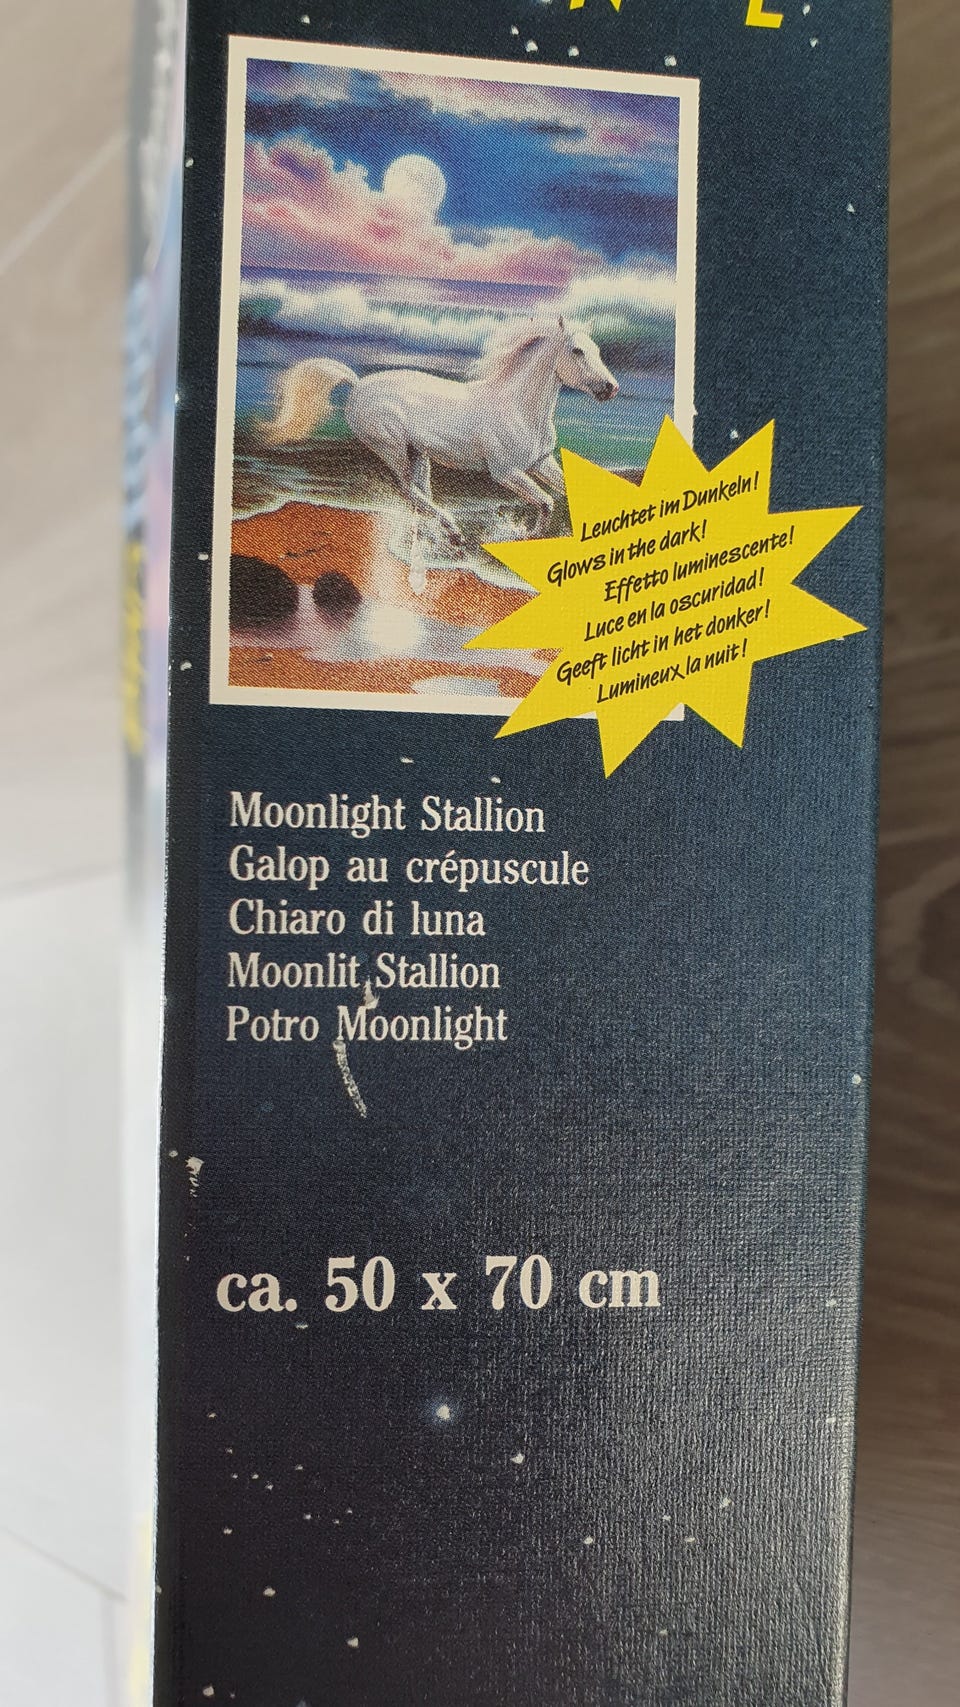 Leuchtet im Dunkeln!
Glows in the dark!
Effetto luminescente!
Luce en la oscuridad!
Geeft licht in het donker!
Lumineux la nuit!
Moonlight Stallion
Galop au crépuscule
Chiaro di luna
Moonlit Stallion
Potro Moonlight
ca. 50 x 70 cm